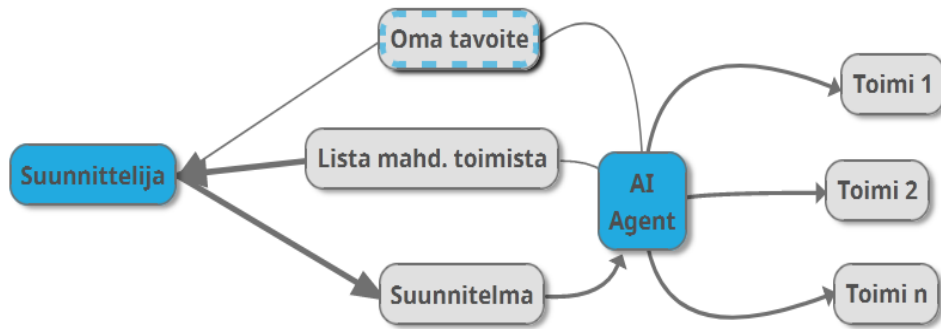 Oma tavoite
Toimi 1
Lista mahd. toimista
Suunnittelija
AI
Agent
Toimi 2
Suunnitelma
Toimi n